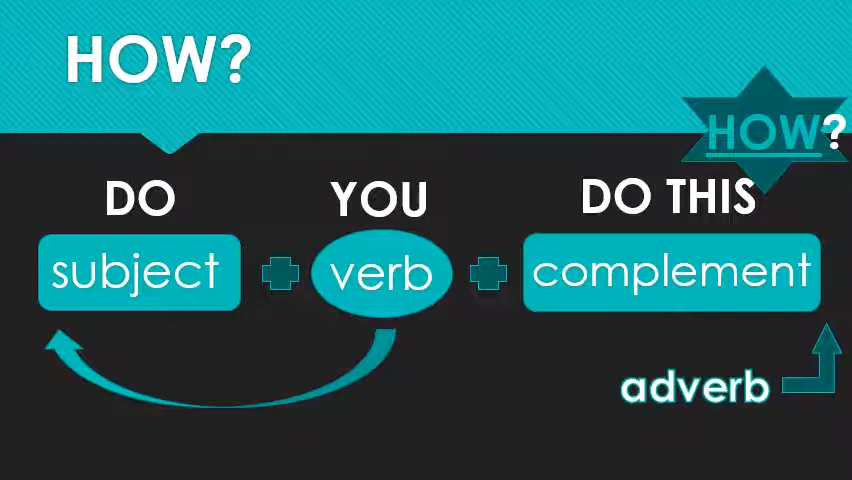 HOW?
HOW?
DO YOU DO THIS
subject verb complement
adverb